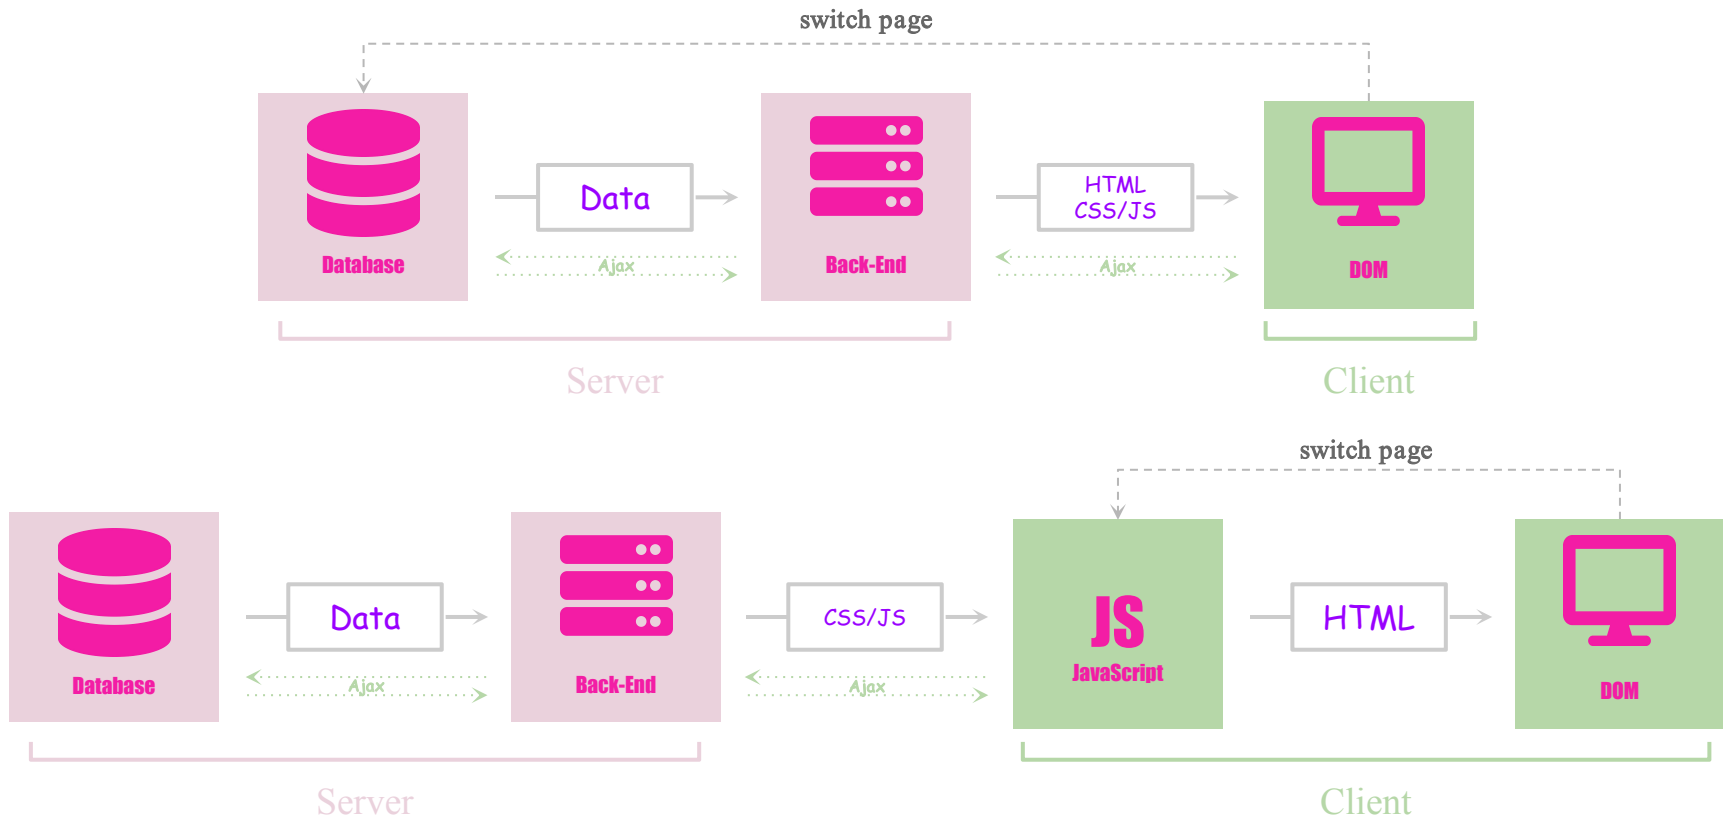 switch page
Data
HTML
CSS/JS
Ajax
Ajax
Database
Back-End
DOM
Server
Client
switch page
Data
CSS/JS
JS
HTML
Ajax
Ajax
Database
Back-End
JavaScript
DOM
Server
Client